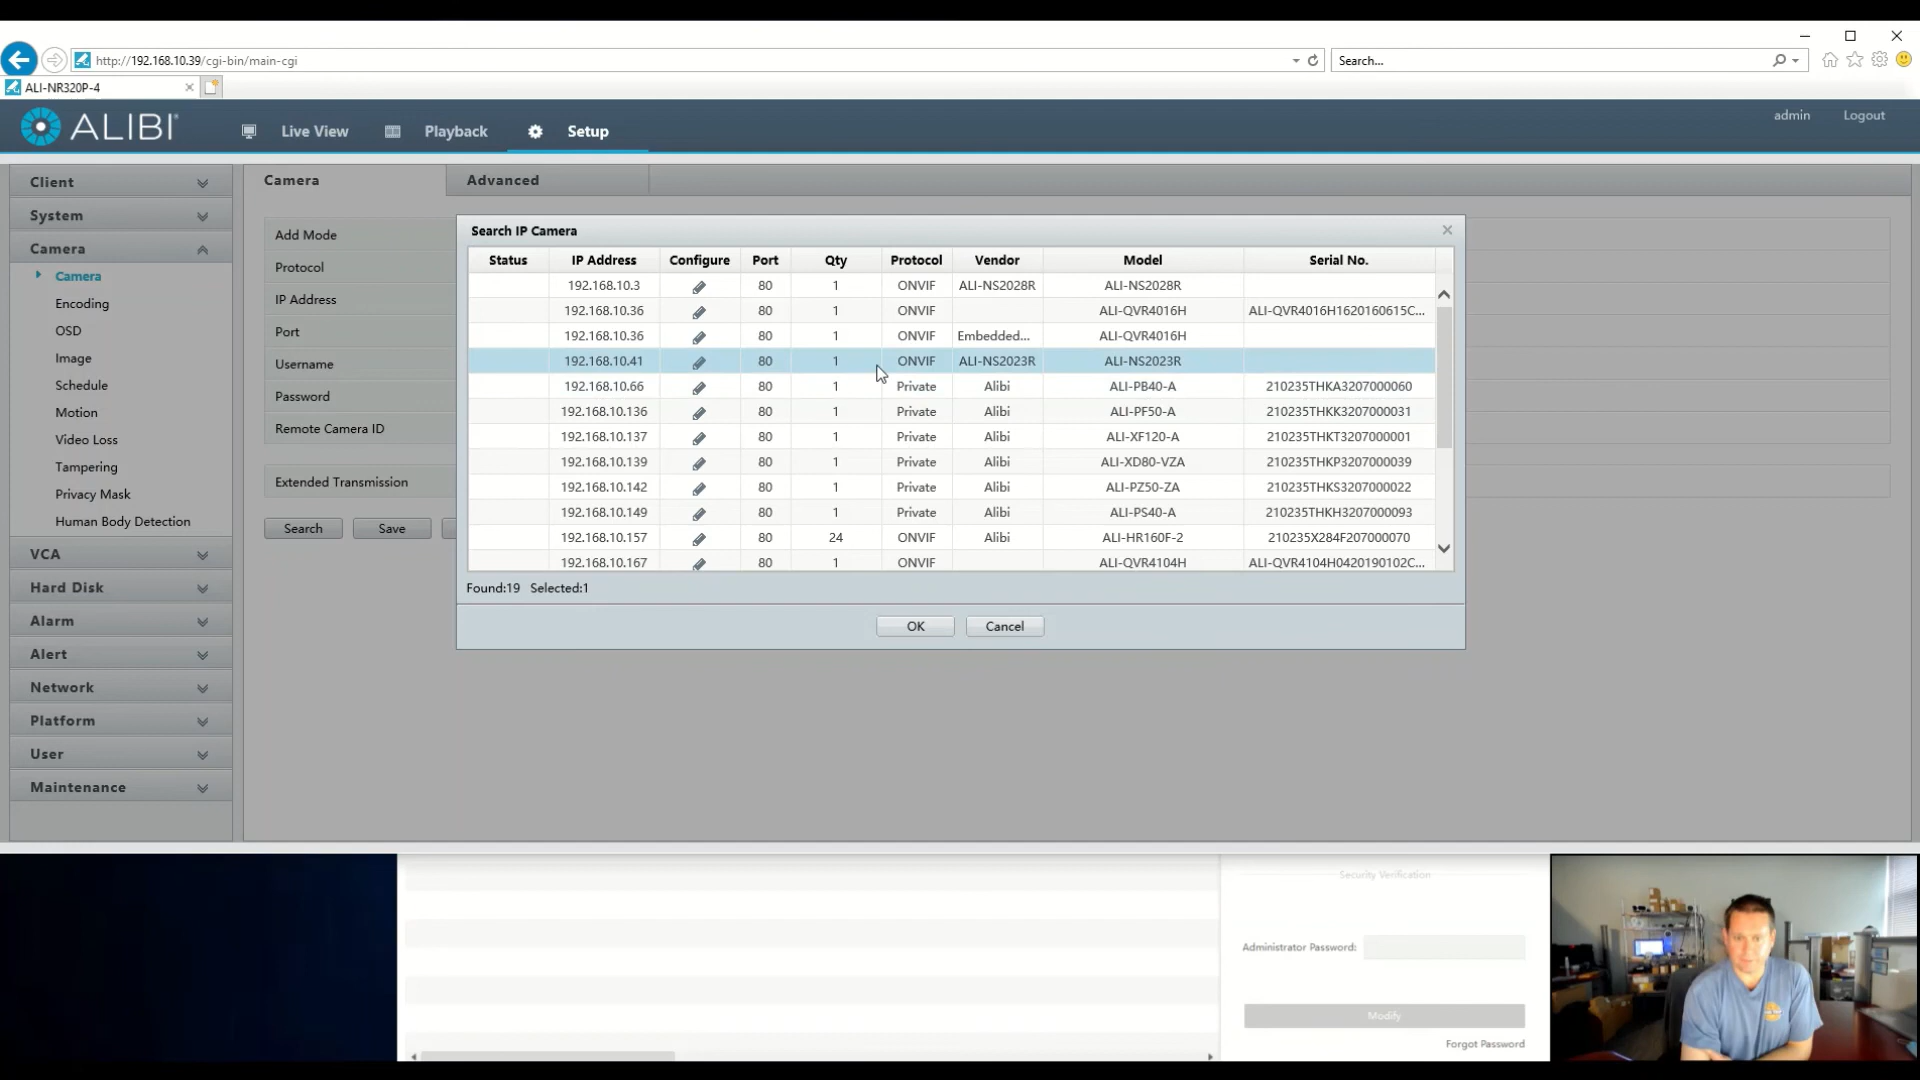 http://192.168.10.39/cgi-bin/main-cgi
Search...
ALI-NR320P-4
ALIBI
Live View
Playback
Setup
admin
Logout
Client
System
Camera
Camera
Encoding
OSD
Image
Schedule
Motion
Video Loss
Tampering
Privacy Mask
Human Body Detection
VCA
Hard Disk
Alarm
Alert
Network
Platform
User
Maintenance
Camera Advanced
Add Mode
Protocol
IP Address
Port
Username
Password
Remote Camera ID
Extended Transmission
Search Save
Search IP Camera
Status IP Address Configure Port Qty Protocol Vendor Model Serial No.
192.168.10.3 80 1 ONVIF ALI-NS2028R ALI-NS2028R
192.168.10.36 80 1 ONVIF ALI-QVR4016H ALI-QVR4016H1620160615C...
192.168.10.36 80 1 ONVIF Embedded... ALI-QVR4016H
192.168.10.41 80 1 ONVIF ALI-NS2023R ALI-NS2023R
192.168.10.66 80 1 Private Alibi ALI-PB40-A 210235THKA3207000060
192.168.10.136 80 1 Private Alibi ALI-PF50-A 210235THKK3207000031
192.168.10.137 80 1 Private Alibi ALI-XF120-A 210235THKT3207000001
192.168.10.139 80 1 Private Alibi ALI-XD80-VZA 210235THKP3207000039
192.168.10.142 80 1 Private Alibi ALI-PZ50-ZA 210235THKS3207000022
192.168.10.149 80 1 Private Alibi ALI-PS40-A 210235THKH3207000093
192.168.10.157 80 24 ONVIF Alibi ALI-HR160F-2 210235X284F207000070
192.168.10.167 80 1 ONVIF ALI-QVR4104H ALI-QVR4104H0420190102C...
Found:19 Selected:1
OK Cancel
Security Verification
Administrator Password:
Modify
Forgot Password